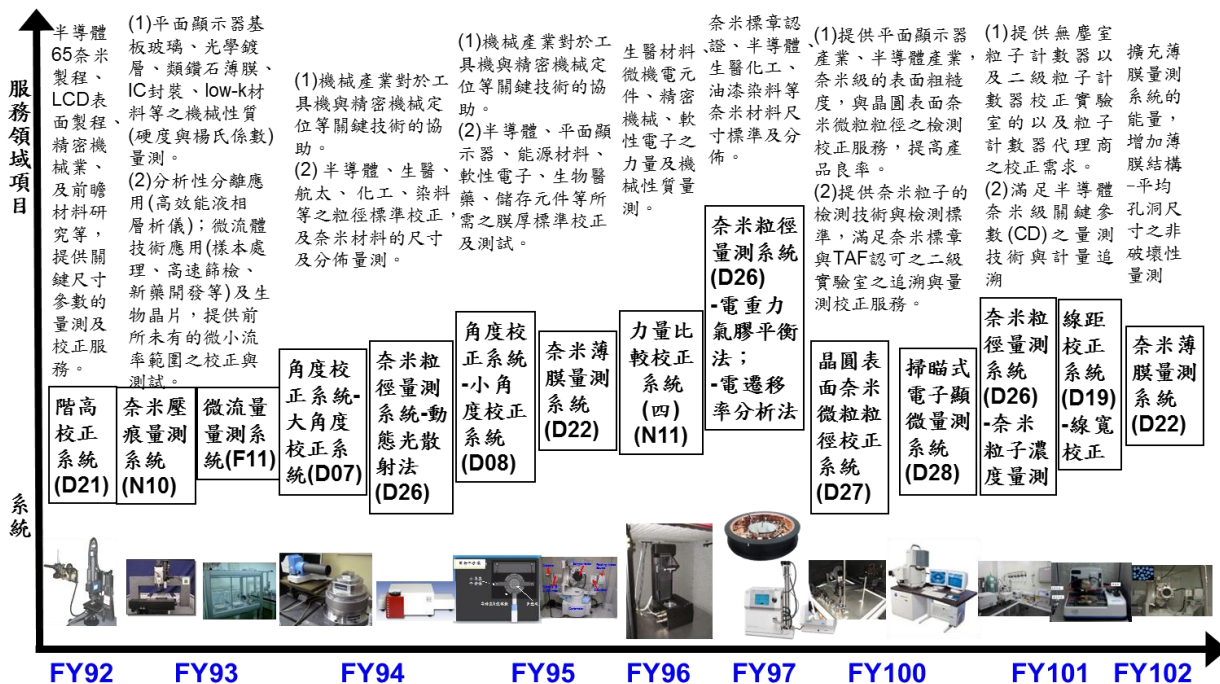 服務領域項目
系統
半導體
65奈米
製程、
LCD表
面製程、
精密機
械業、
及前瞻
材料研
究等，
提供關
鍵尺寸
參數的
量測及
校正服
務。
(1)平面顯示器基
板玻璃、光學鍍
層、類鑽石薄膜、
IC封裝、low-k材
料等之機械性質
(硬度與楊氏係數)
量測。
(2)分析性分離應
用(高效能液相
層析儀)；微流體
技術應用(樣本處
理、高速篩檢、
新藥開發等)及生
物晶片，提供前
所未有的微小流
率範圍之校正與
測試。
(1)機械產業對於工
具機與精密機械定
位等關鍵技術的協
助。
(2)半導體、生醫、
航太、化工、染料
等之粒徑標準校正，
及奈米材料的尺寸
及分佈量測。
(1)機械產業對於工
具機與精密機械定
位等關鍵技術的協
助。
(2)半導體、平面顯
示器、能源材料、
軟性電子、生物醫
藥、儲存元件等所
需之膜厚標準校正
及測試。
生醫材料、
微機電元
件、精密
機械、軟
性電子之
力量及機
械性質量
測。
奈米標章認
證、半導體、
生醫化工、
油漆染料等
奈米材料尺
寸標準及分
佈。
(1)提供平面顯示器
產業、半導體產業，
奈米級的表面粗糙
度，與晶圓表面奈
米微粒粒徑之檢測
校正服務，提高產
品良率。
(2)提供奈米粒子的
檢測技術與檢測標
準，滿足奈米標章
與TAF認可之二級
實驗室之追溯與量
測校正服務。
(1)提供無塵室
粒子計數器以
及二級粒子計
數器校正實驗
室的以及粒子
計數器代理商
之校正需求。
(2)滿足半導體
奈米級關鍵參
數(CD)之量測
技術與計量追
溯
擴充薄
膜量測
系統的
能量，
增加薄
膜結構
-平均
孔洞尺
寸之非
破壞性
量測
階高
校正
系統
(D21)
奈米壓
痕量測
系統
(N10)
微流量
量測系
統(F11)
角度校
正系統-
大角度
校正系
統(D07)
奈米粒
徑量測
系統-動
態光散
射法
(D26)
角度校
正系統
-小角
度校正
系統
(D08)
奈米薄
膜量測
系統
(D22)
力量比
較校正
系統
(四)
(N11)
奈米粒徑
量測系統
(D26)
-電重力
氣膠平衡
法；
-電遷移
率分析法
晶圓表
面奈米
微粒粒
徑校正
系統
(D27)
掃瞄式
電子顯
微量測
系統
(D28)
奈米粒
徑量測
系統
(D26)
-奈米
粒子濃
度量測
線距
校正
系統
(D19)
-線寬
校正
奈米薄
膜量測
系統
(D22)
FY92
FY93
FY94
FY95
FY96
FY97
FY100
FY101
FY102